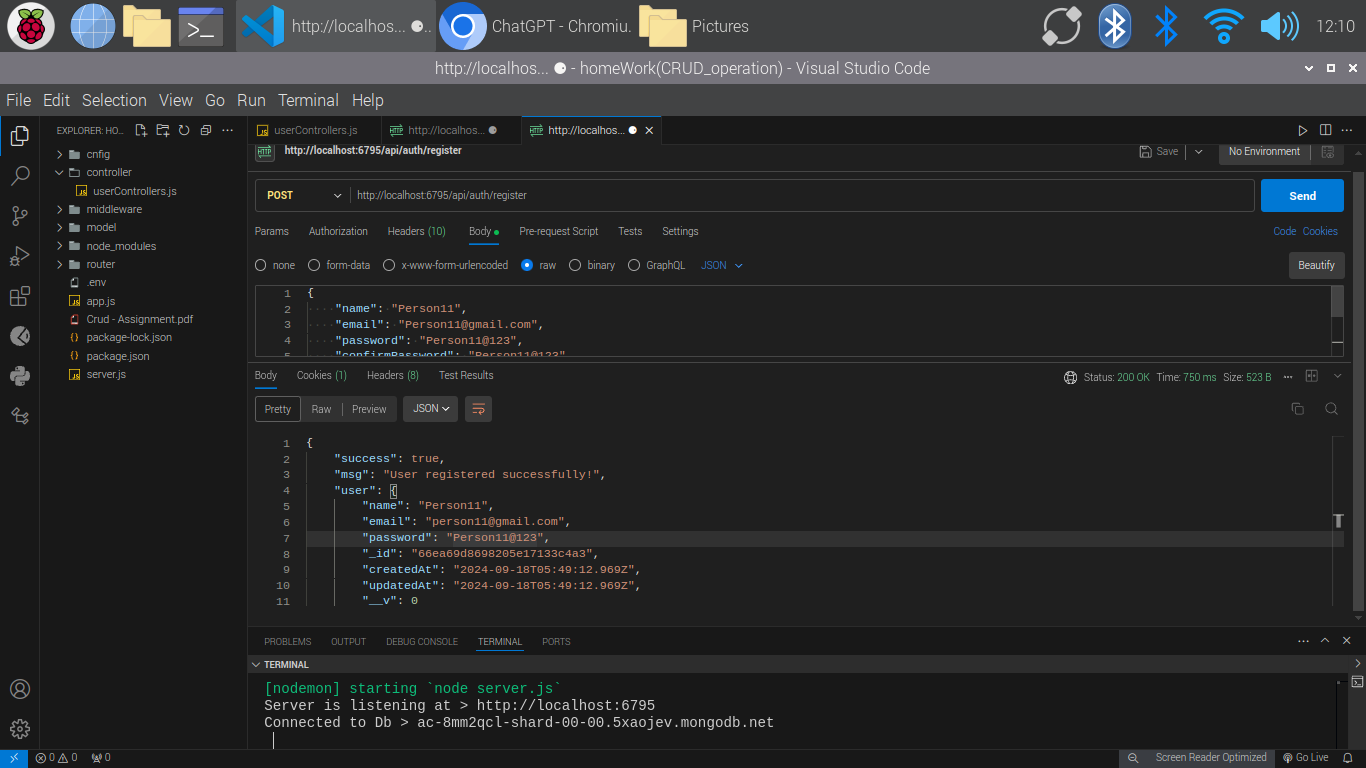 http://localhos... ChatGPT - Chromiu. Pictures 12:10
http://localhos... - homeWork(CRUD_operation) - Visual Studio Code
File Edit Selection View Go Run Terminal Help
EXPLORER: HO...
cnfig
controller
JS userControllers.js
middleware
model
node_modules
router
.env
JS app.js
Crud - Assignment.pdf
{} package-lock.json
{} package.json
JS server.js
JS userControllers.js HTTP http://localhos... HTTP http://localhos...
HTTP http://localhost:6795/api/auth/register Save No Environment
POST http://localhost:6795/api/auth/register Send
Params Authorization Headers (10) Body Pre-request Script Tests Settings Code Cookies
none form-data x-www-form-urlencoded raw binary GraphQL JSON Beautify
1 {
2 "name": "Person11",
3 "email": "Person11@gmail.com",
4 "password": "Person11@123",
5 "confirmPassword": "Person11@123"
Body Cookies (1) Headers (8) Test Results Status: 200 OK Time: 750 ms Size: 523 B
Pretty Raw Preview JSON
1 {
2 "success": true,
3 "msg": "User registered successfully!",
4 "user": {
5 "name": "Person11",
6 "email": "person11@gmail.com",
7 "password": "Person11@123",
8 "_id": "66ea69d8698205e17133c4a3",
9 "createdAt": "2024-09-18T05:49:12.969Z",
10 "updatedAt": "2024-09-18T05:49:12.969Z",
11 "__v": 0
PROBLEMS OUTPUT DEBUG CONSOLE TERMINAL PORTS
TERMINAL
[nodemon] starting `node server.js`
Server is listening at > http://localhost:6795
Connected to Db > ac-8mm2qcl-shard-00-00.5xaojev.mongodb.net
0 0 0 Screen Reader Optimized Go Live